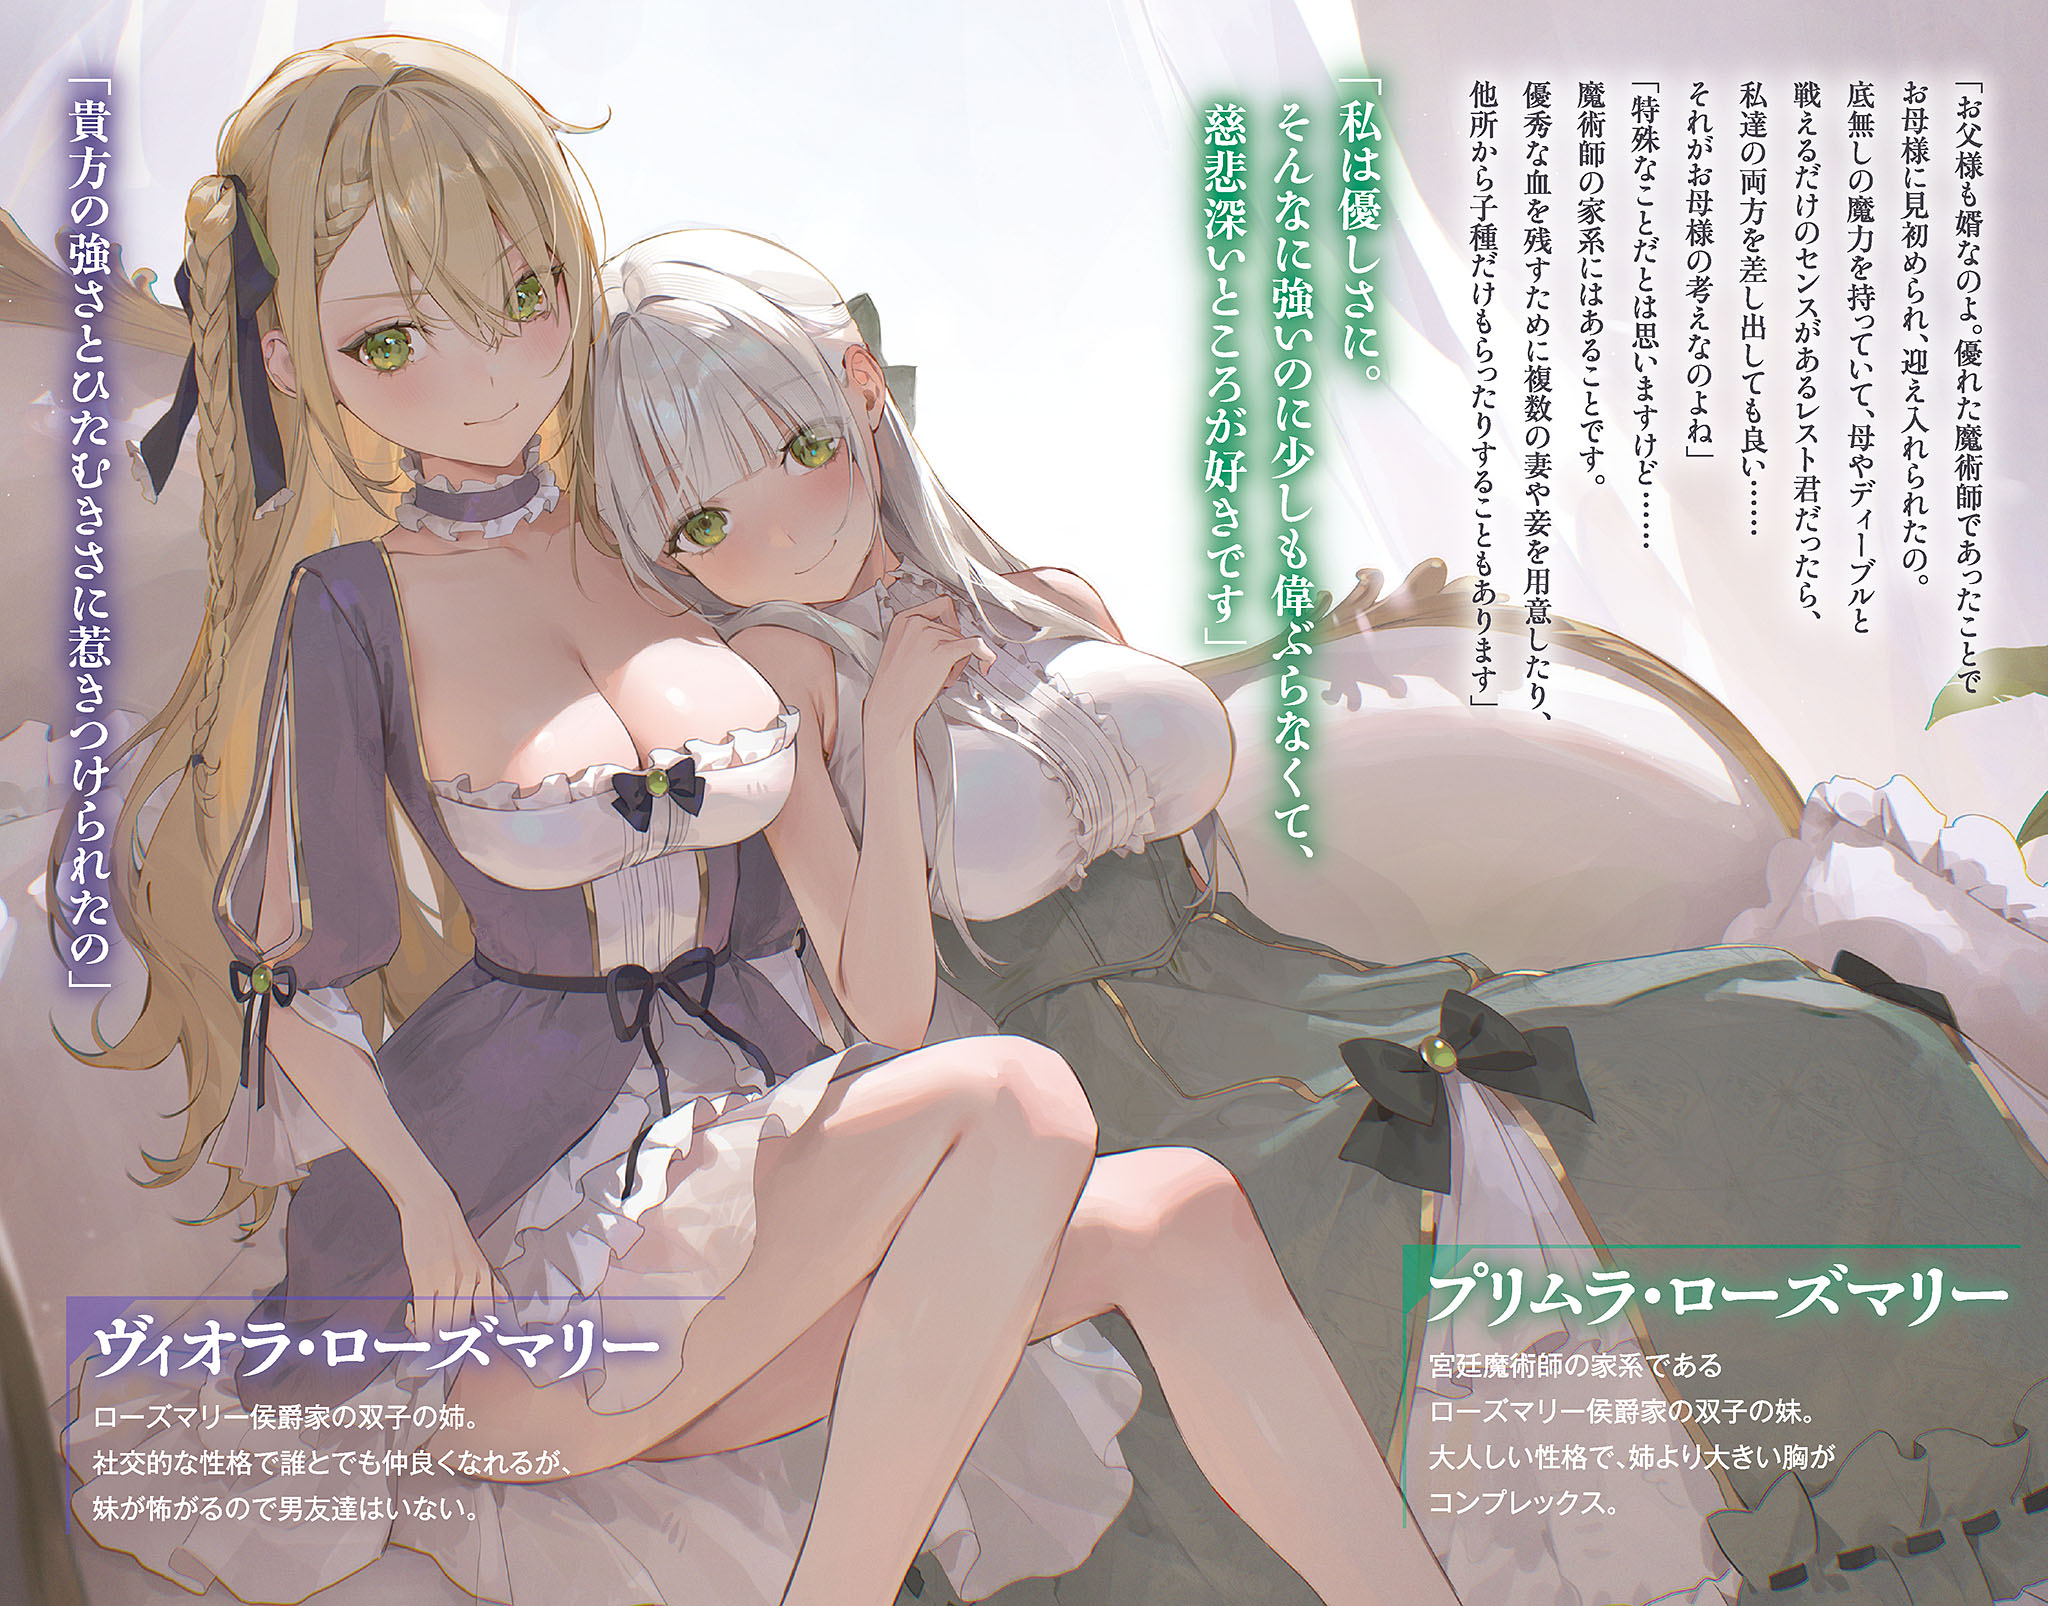 「お父様も婿なのよ。優れた魔術師であったことで
お母様に見初められ、迎え入れられたの。
底無しの魔力を持っていて、母やディーブルと
戦えるだけのセンスがあるレスト君だったら、
私達の両方を差し出しても良い……
それがお母様の考えなのよね」
「特殊なことだとは思いますけど……
魔術師の家系にはあることです。
優秀な血を残すために複数の妻や妾を用意したり、
他所から子種だけもらったりすることもあります」
「私は優しさに。
そんなに強いのに少しも偉ぶらなくて、
慈悲深いところが好きです」
「貴方の強さとひたむきさに惹きつけられたの」
プリムラ・ローズマリー
宮廷魔術師の家系である
ローズマリー侯爵家の双子の妹。
大人しい性格で、姉より大きい胸が
コンプレックス。
ヴィオラ・ローズマリー
ローズマリー侯爵家の双子の姉。
社交的な性格で誰とでも仲良くなれるが、
妹が怖がるので男友達はいない。